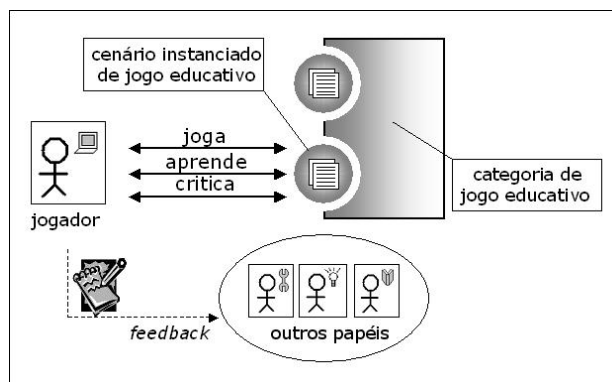 cenário instanciado
de jogo educativo
joga
aprende
critica
jogador
categoria de
jogo educativo
feedback
outros papéis